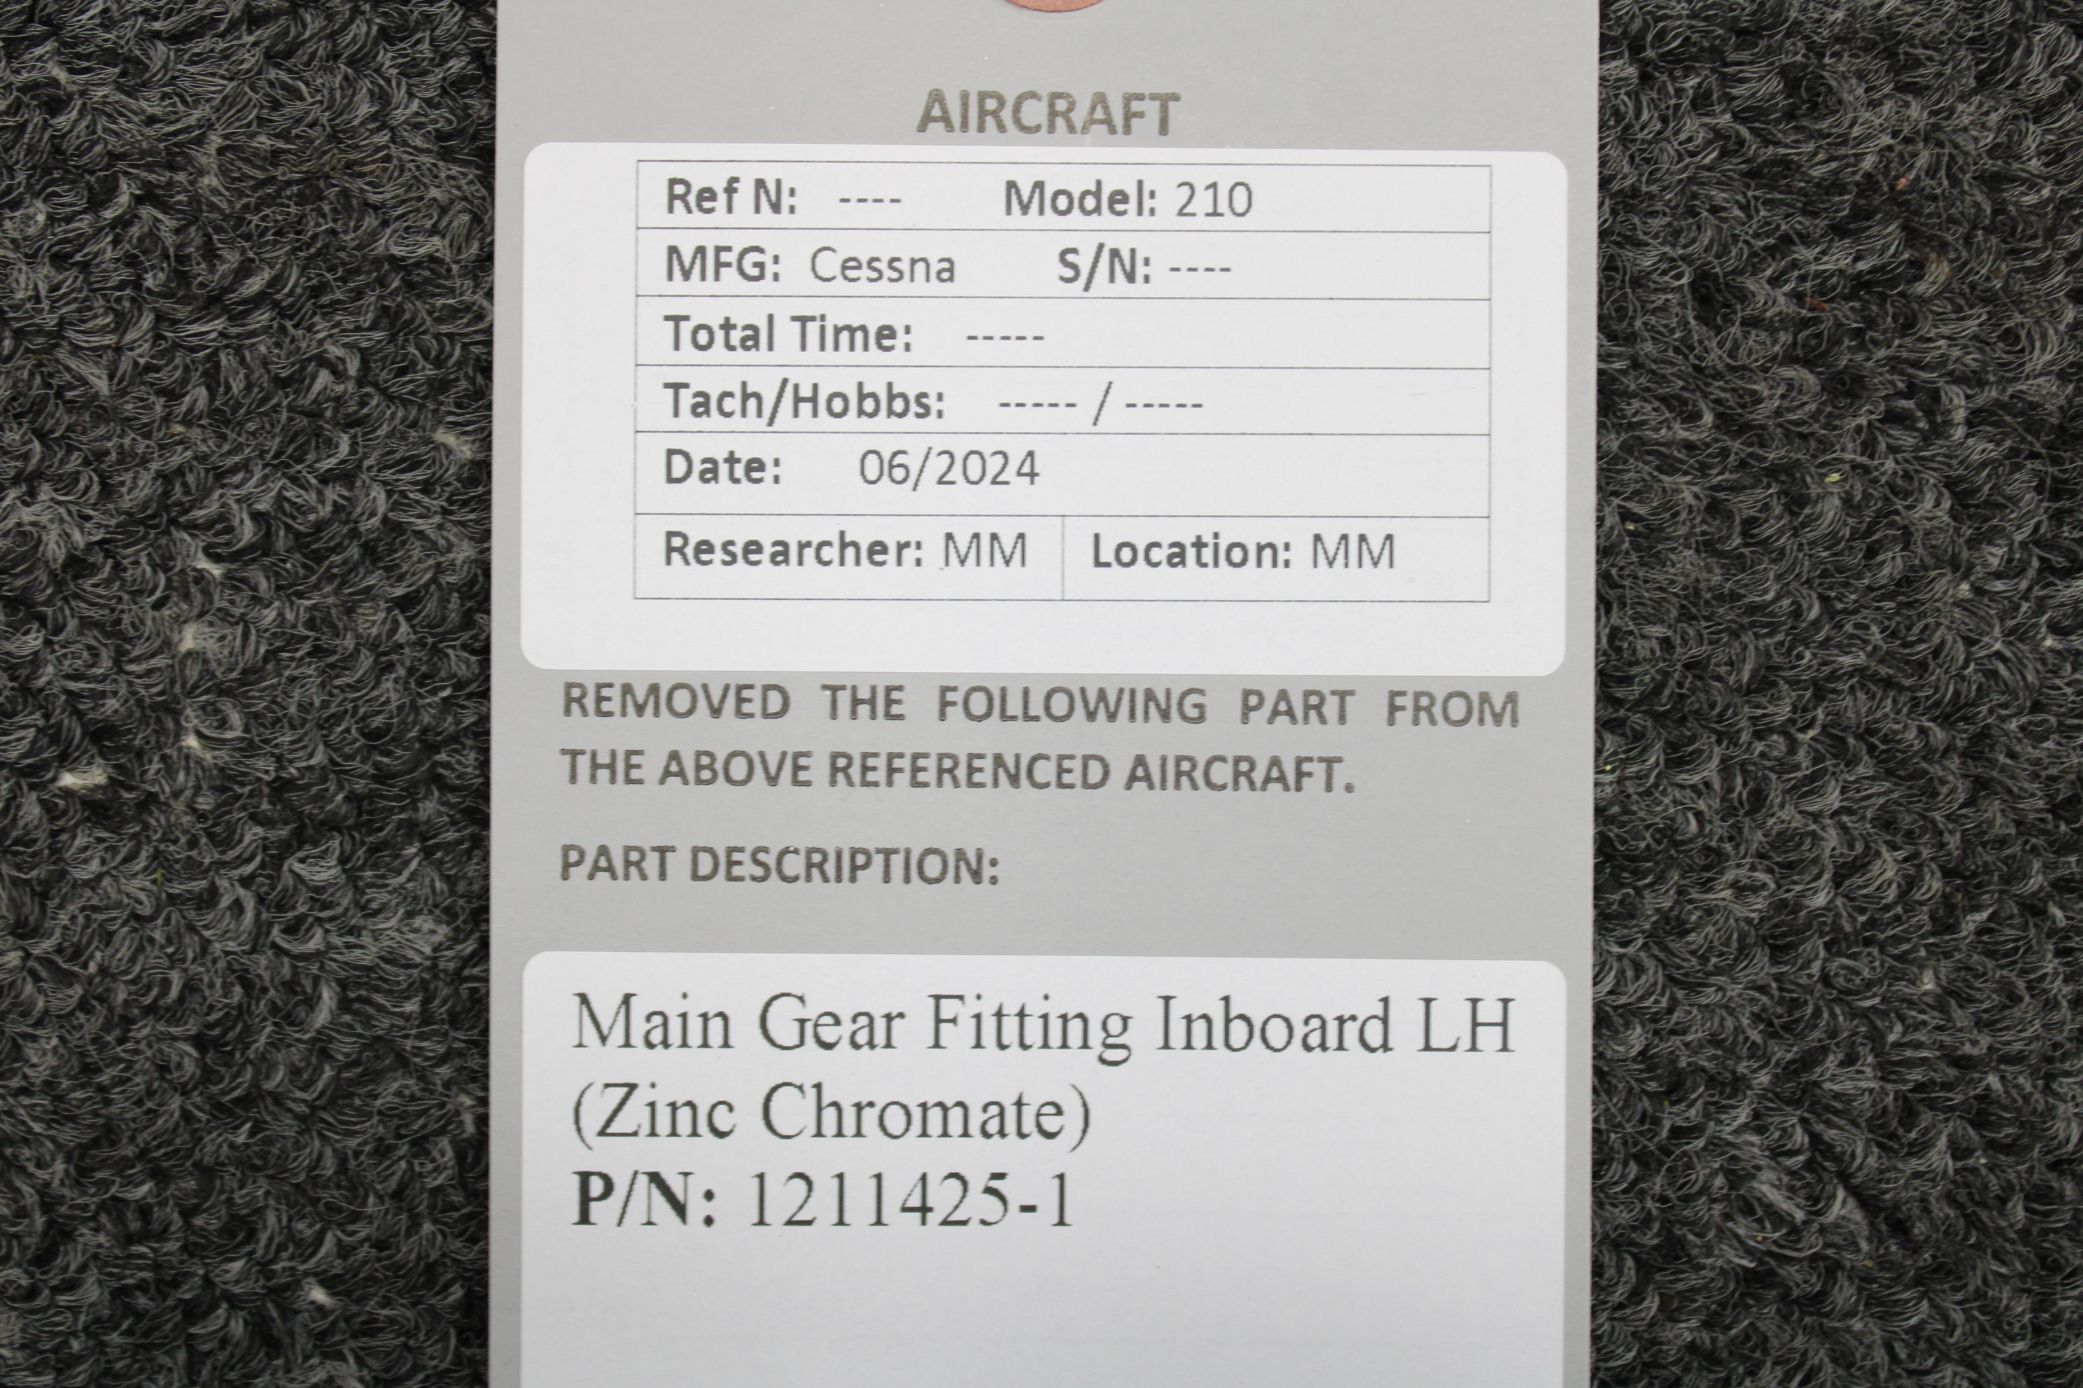 AIRCRAFT
Ref N: ---- Model: 210
MFG: Cessna S/N: ----
Total Time: -----
Tach/Hobbs: ----- / -----
Date: 06/2024
Researcher: MM Location: MM
REMOVED THE FOLLOWING PART FROM
THE ABOVE REFERENCED AIRCRAFT.
PART DESCRIPTION:
Main Gear Fitting Inboard LH
(Zinc Chromate)
P/N: 1211425-1